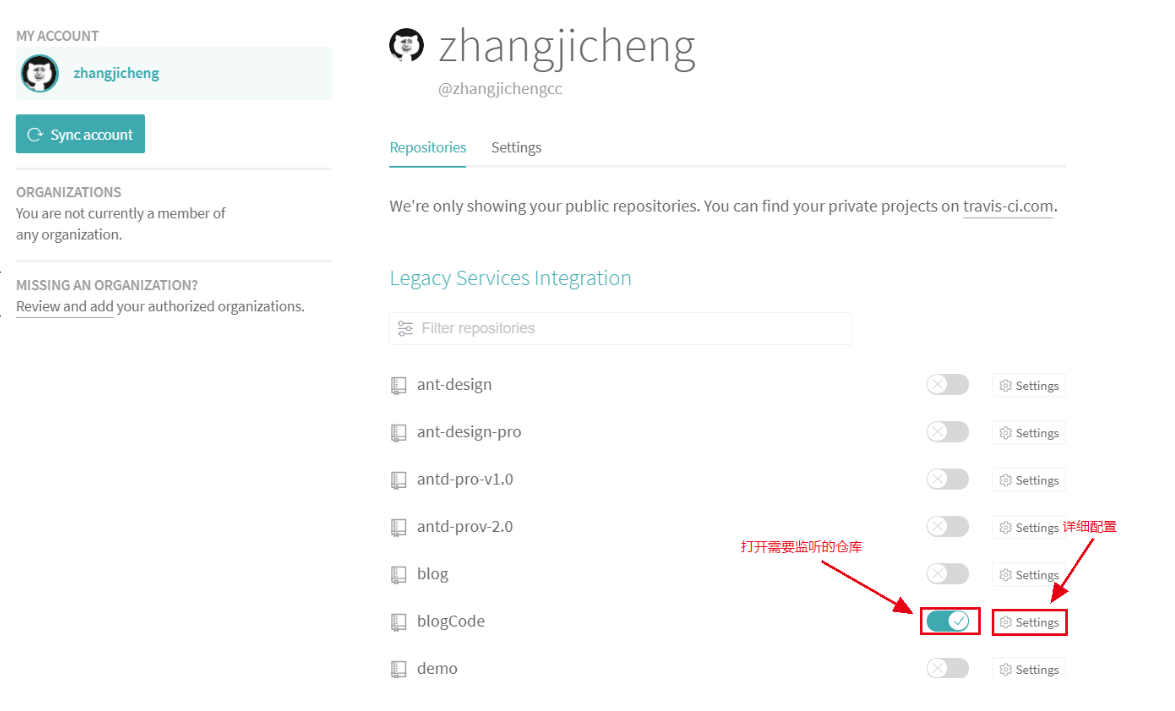 MY ACCOUNT
zhangjicheng
Sync account
ORGANIZATIONS
You are not currently a member of
any organization.
MISSING AN ORGANIZATION?
Review and add your authorized organizations.
zhangjicheng
@zhangjichengcc
Repositories
Settings
We're only showing your public repositories. You can find your private projects on travis-ci.com.
Legacy Services Integration
Filter repositories
ant-design
Settings
ant-design-pro
Settings
antd-pro-v1.0
Settings
antd-prov-2.0
Settings
详细配置
打开需要监听的仓库
blog
Settings
blogCode
Settings
demo
Settings